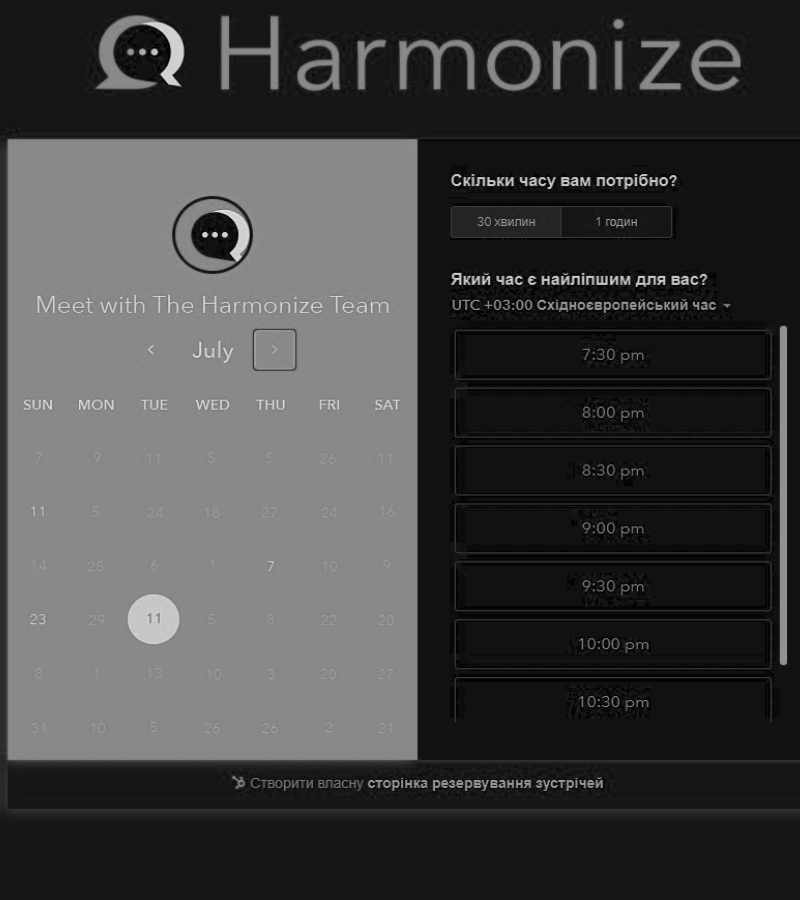 Harmonize
Meet with The Harmonize Team
July
SUN MON TUE WED THU FRI SAT
7 9 11 5 5 26 11
11 5 24 18 27 24 16
14 25 6 1 7 10 9
23 29 11 5 8 22 20
8 1 13 10 3 20 27
31 10 5 26 26 2 21
Скільки часу вам потрібно?
30 хвилин 1 годин
Який час є найліпшим для вас?
UTC +03:00 Східноєвропейський час
7:30 pm
8:00 pm
8:30 pm
9:00 pm
9:30 pm
10:00 pm
10:30 pm
Створити власну сторінка резервування зустрічей